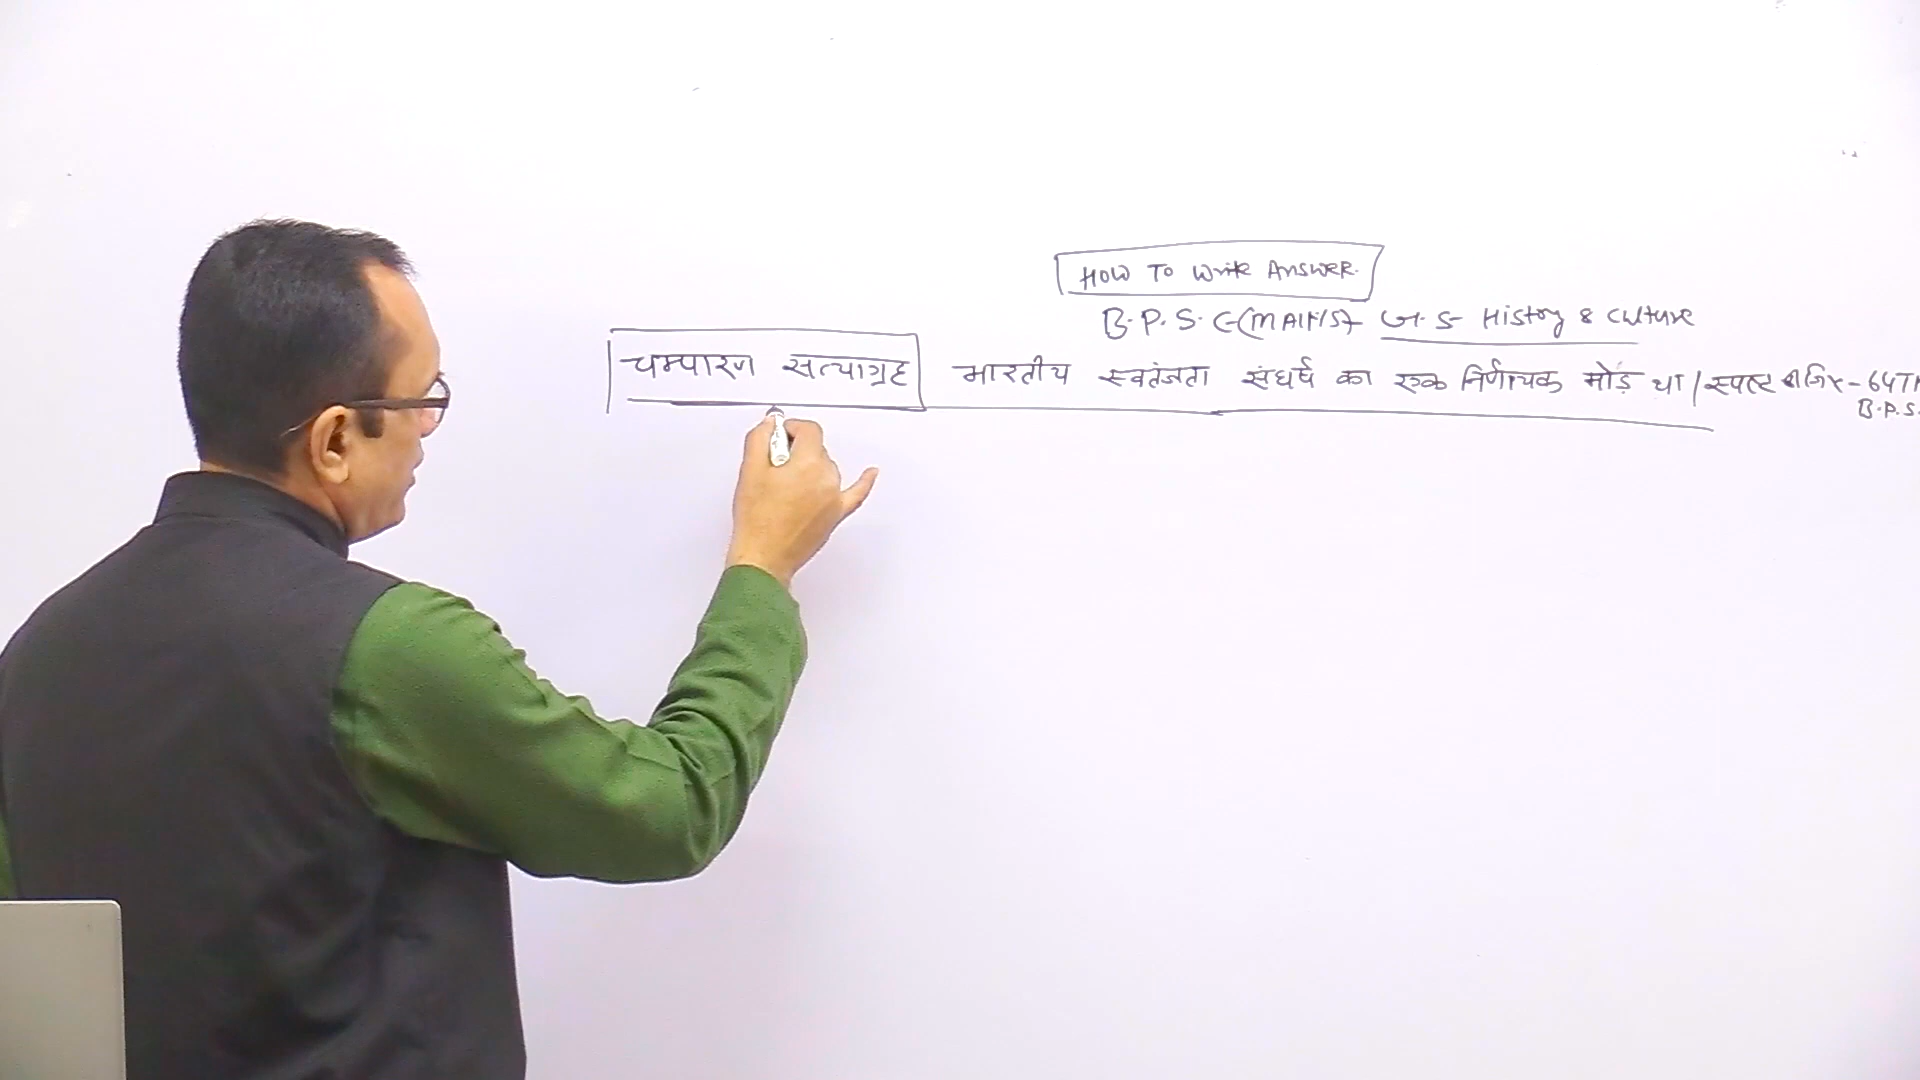 HOW TO Write ANSWER.
B.P.S.C-(MAINS)- G.S- History & Culture
चम्पारण सत्याग्रह भारतीय स्वतंत्रता संघर्ष का एक निर्णायक मोड़ था / स्पष्ट कीजिए - 64TH
B.P.S.